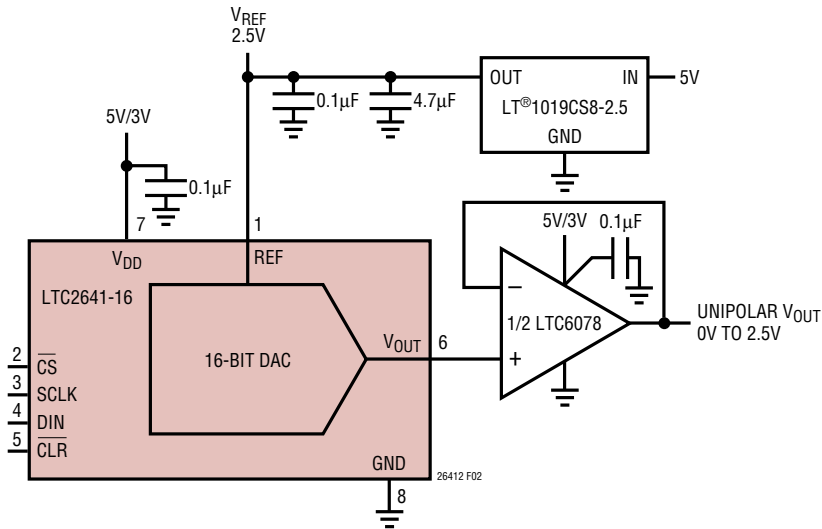 VREF
2.5V
OUT
IN
5V
LT®1019CS8-2.5
GND
0.1µF
4.7µF
5V/3V
0.1µF
7
1
VDD
REF
LTC2641-16
16-BIT DAC
VOUT
6
2
CS
3
SCLK
4
DIN
5
CLR
GND
8
26412 F02
5V/3V
0.1µF
–
1/2 LTC6078
+
UNIPOLAR VOUT
0V TO 2.5V